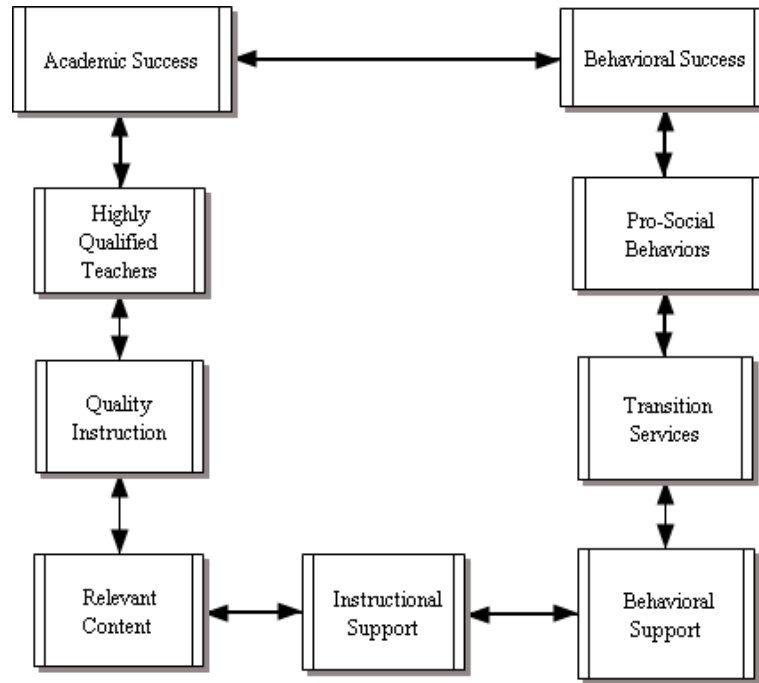 Academic Success
Behavioral Success
Highly
Qualified
Teachers
Pro-Social
Behaviors
Quality
Instruction
Transition
Services
Relevant
Content
Instructional
Support
Behavioral
Support